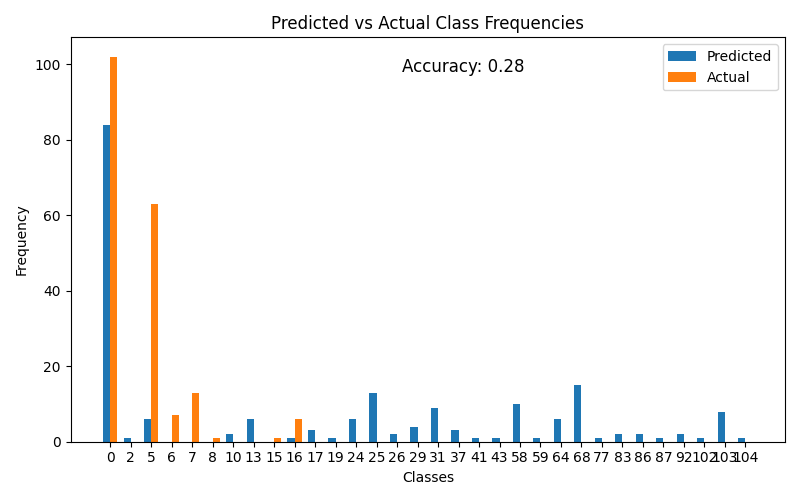 Predicted vs Actual Class Frequencies
Accuracy: 0.28
Predicted
Actual
Frequency
100
80
60
40
20
0
0 2 5 6 7 8 10 13 15 16 17 19 24 25 26 29 31 37 41 43 58 59 64 68 77 83 86 87 92 102 103 104
Classes